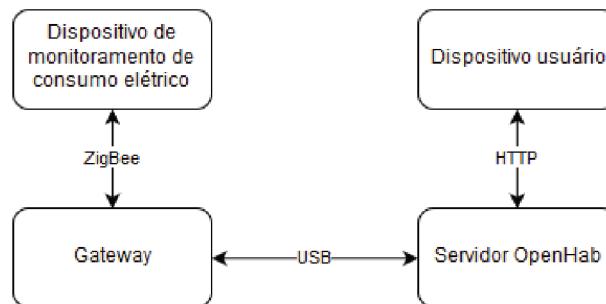 Dispositivo de
monitoramento de
consumo elétrico
Dispositivo usuário
ZigBee
HTTP
Gateway
USB
Servidor OpenHab